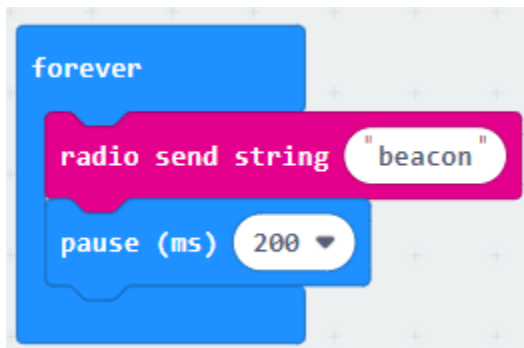 forever
radio send string "beacon"
pause (ms) 200